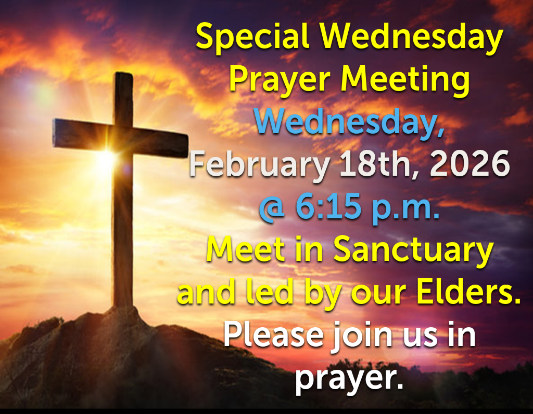 Special Wednesday
Prayer Meeting
Wednesday,
February 18th, 2026
@ 6:15 p.m.
Meet in Sanctuary
and led by our Elders.
Please join us in
prayer.